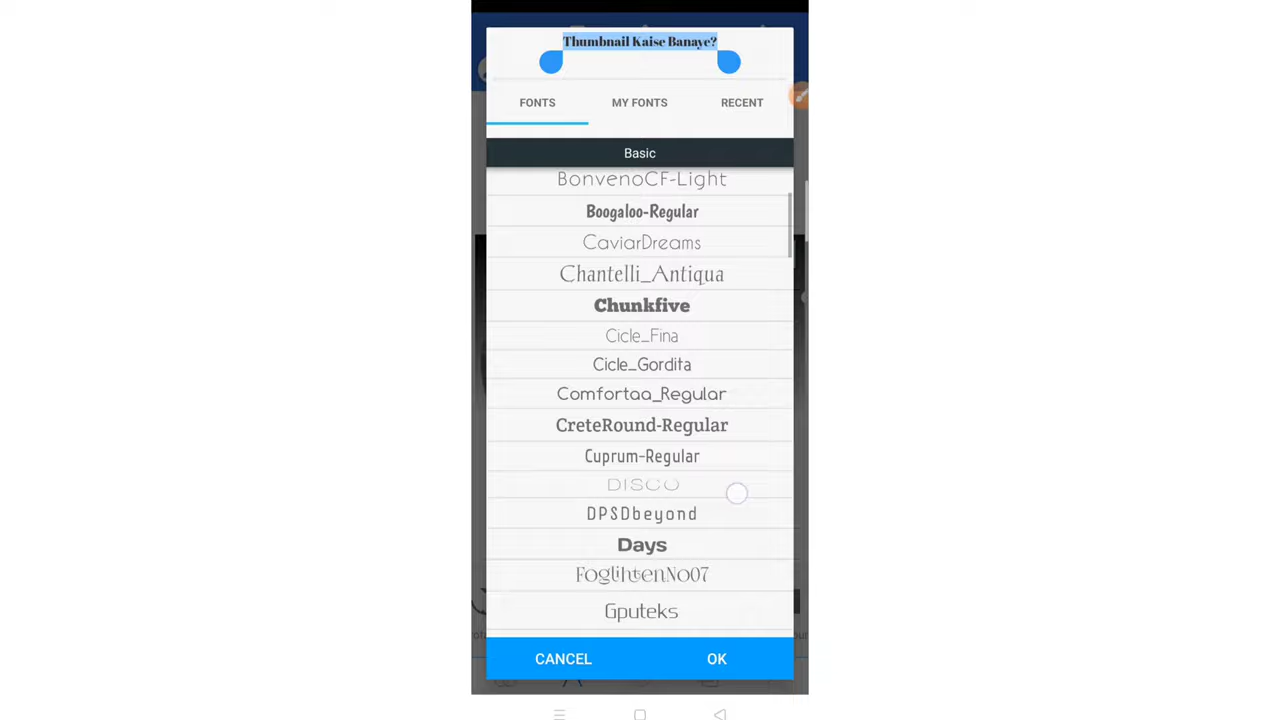 Thumbnail Kaise Banaye?
FONTS
MY FONTS
RECENT
Basic
BonvenoCF-Light
Boogaloo-Regular
CaviarDreams
Chantelli_Antiqua
Chunkfive
Cicle_Fina
Cicle_Gordita
Comfortaa_Regular
CreteRound-Regular
Cuprum-Regular
DISCO
DPSDbeyond
Days
FoglihtenNo07
Gputeks
CANCEL
OK